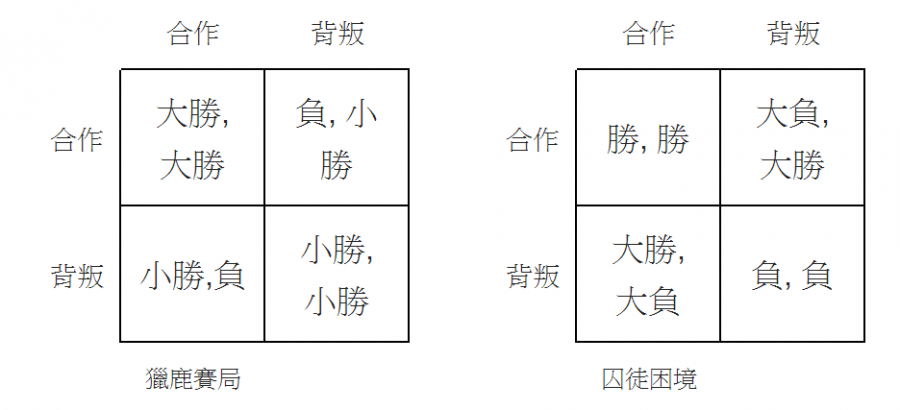 合作 背叛
合作 大勝, 大勝 負, 小勝
背叛 小勝,負 小勝, 小勝
獵鹿賽局
合作 背叛
合作 勝, 勝 大負, 大勝
背叛 大勝, 大負 負, 負
囚徒困境